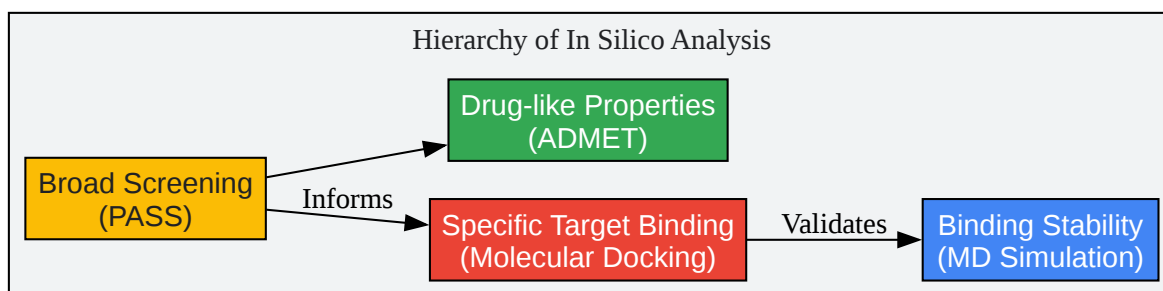 Hierarchy of In Silico Analysis
Drug-like Properties
(ADMET)
Broad Screening
(PASS)
Informs
Specific Target Binding
(Molecular Docking)
Validates
Binding Stability
(MD Simulation)